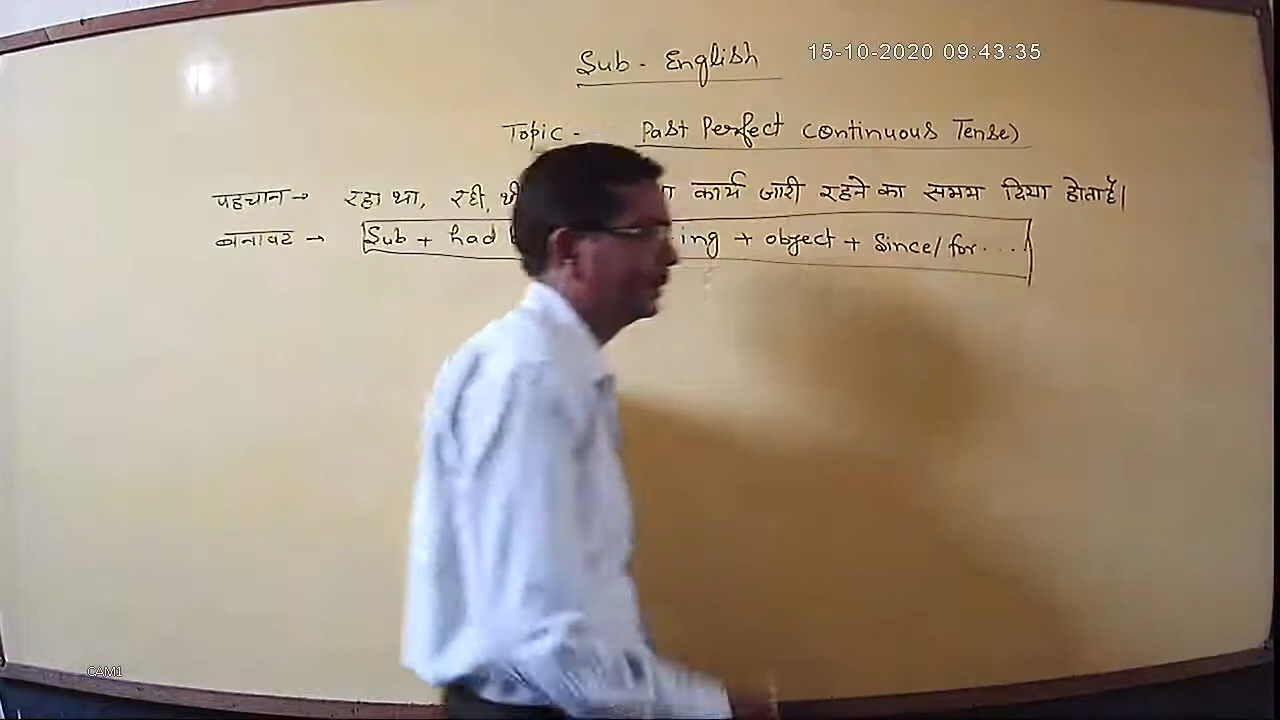 15-10-2020 09:43:35
Sub - English
Topic - Past Perfect Continuous Tense)
पहचान → रहा था, रही, थी कार्य जारी रहने का समय दिया होता है।
बनावट → Sub + had ing + object + Since/for....
CAM1